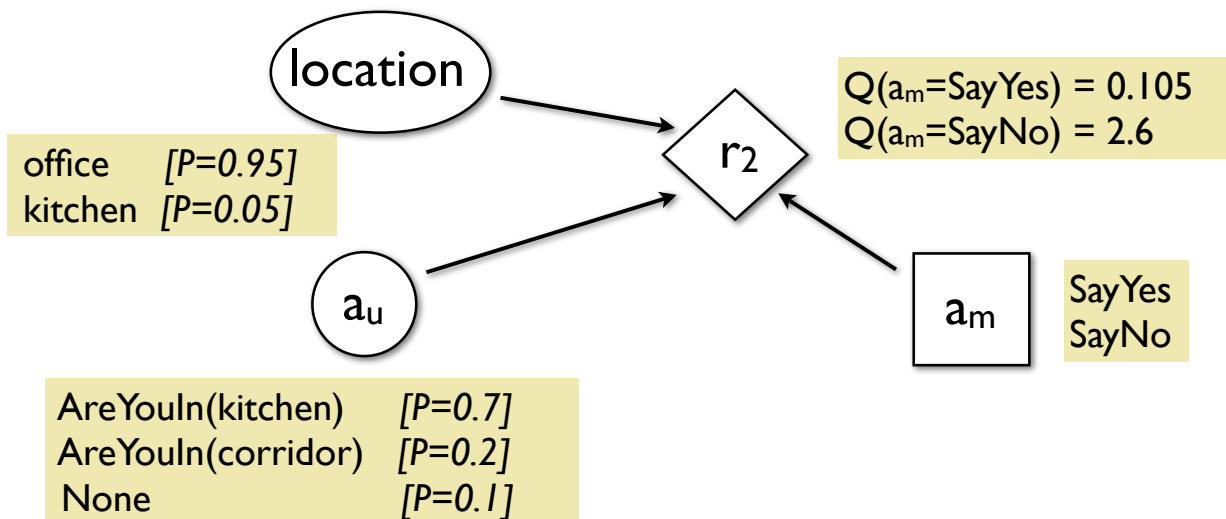 location
office [P=0.95]
kitchen [P=0.05]
r₂
Q(aₘ=SayYes) = 0.105
Q(aₘ=SayNo) = 2.6
aᵤ
AreYouIn(kitchen) [P=0.7]
AreYouIn(corridor) [P=0.2]
None [P=0.1]
aₘ
SayYes
SayNo